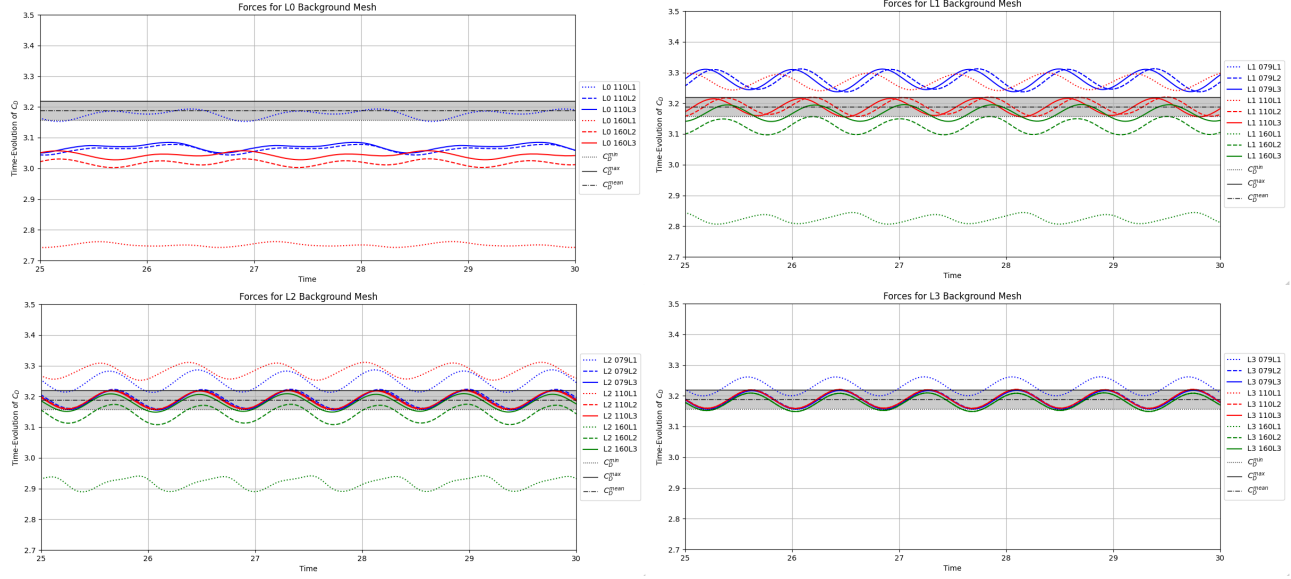 Forces for L0 Background Mesh
3.5
3.4
3.3
3.2
3.1
3.0
2.9
2.8
2.7
Time-Evolution of C_D
25 26 27 28 29 30
Time
L0 110L1
L0 110L2
L0 110L3
L0 160L1
L0 160L2
L0 160L3
C_D^min
C_D^max
C_D^mean
Forces for L1 Background Mesh
3.5
3.4
3.3
3.2
3.1
3.0
2.9
2.8
2.7
Time-Evolution of C_D
25 26 27 28 29 30
Time
L1 079L1
L1 079L2
L1 079L3
L1 110L1
L1 110L2
L1 110L3
L1 160L1
L1 160L2
L1 160L3
C_D^min
C_D^max
C_D^mean
Forces for L2 Background Mesh
3.5
3.4
3.3
3.2
3.1
3.0
2.9
2.8
2.7
Time-Evolution of C_D
25 26 27 28 29 30
Time
L2 079L1
L2 079L2
L2 079L3
L2 110L1
L2 110L2
L2 110L3
L2 160L1
L2 160L2
L2 160L3
C_D^min
C_D^max
C_D^mean
Forces for L3 Background Mesh
3.5
3.4
3.3
3.2
3.1
3.0
2.9
2.8
2.7
Time-Evolution of C_D
25 26 27 28 29 30
Time
L3 079L1
L3 079L2
L3 079L3
L3 110L1
L3 110L2
L3 110L3
L3 160L1
L3 160L2
L3 160L3
C_D^min
C_D^max
C_D^mean